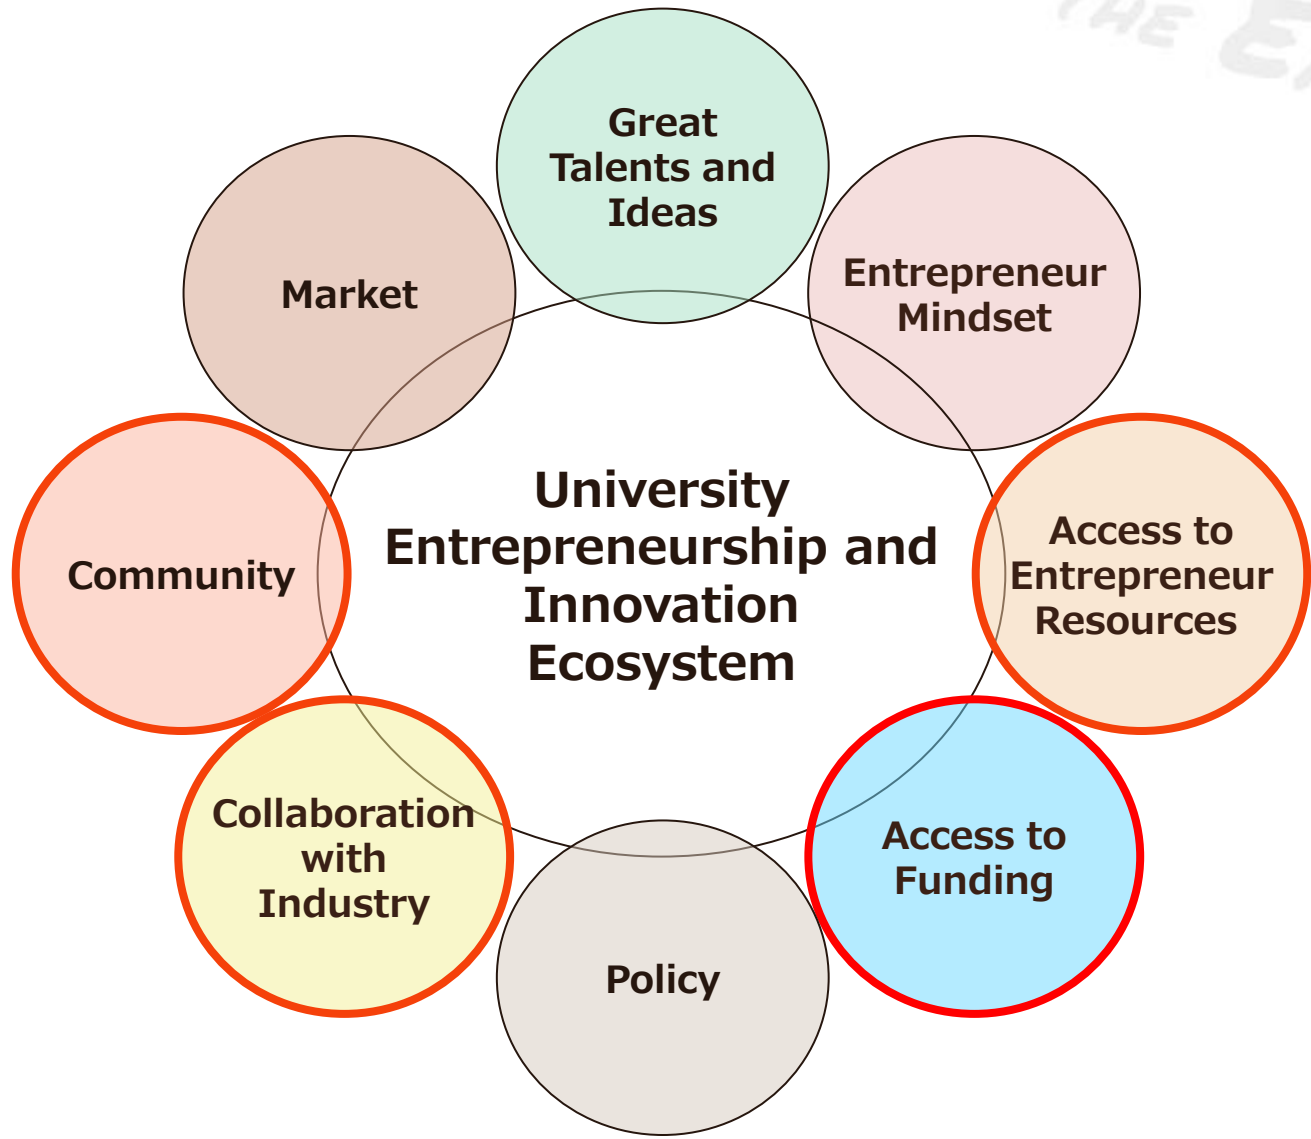 THE
Great
Talents and
Ideas
Entrepreneur
Mindset
Access to
Entrepreneur
Resources
Access to
Funding
Policy
Collaboration
with
Industry
Community
Market
University
Entrepreneurship and
Innovation
Ecosystem